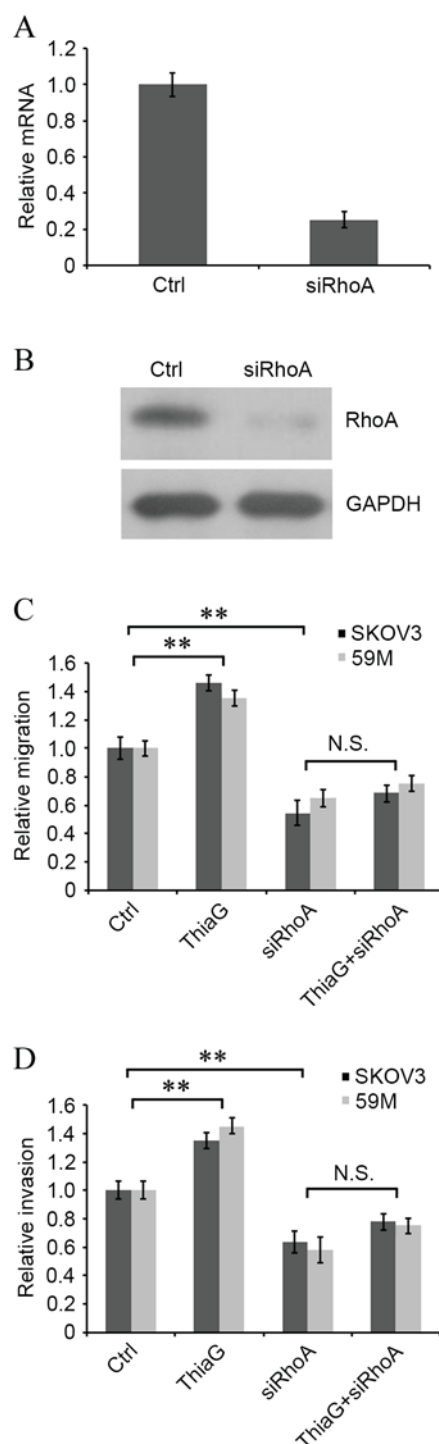 A
Relative mRNA
1.2
1.0
0.8
0.6
0.4
0.2
0
Ctrl siRhoA
B
Ctrl siRhoA
RhoA
GAPDH
C
** 
**
N.S.
SKOV3
59M
Relative migration
1.6
1.4
1.2
1.0
0.8
0.6
0.4
0.2
0
Ctrl ThiaG siRhoA ThiaG+siRhoA
D
**
**
N.S.
SKOV3
59M
Relative invasion
1.6
1.4
1.2
1.0
0.8
0.6
0.4
0.2
0
Ctrl ThiaG siRhoA ThiaG+siRhoA